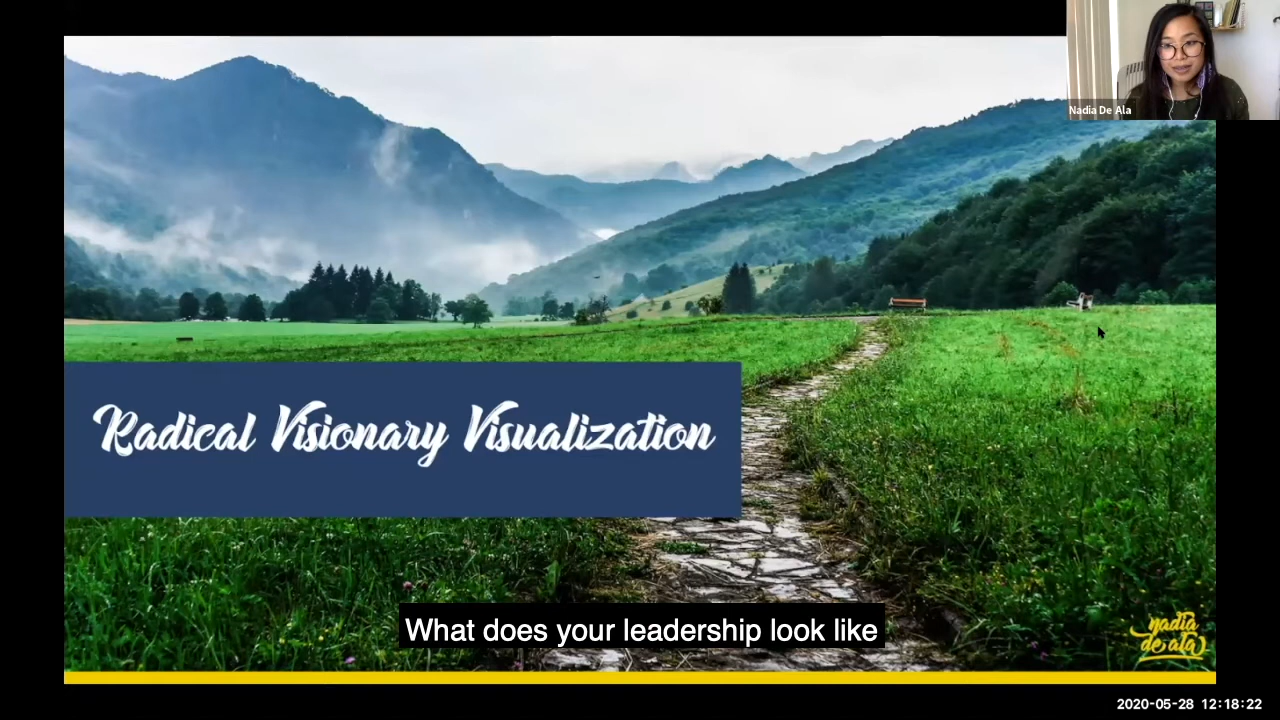 Nadia De Ala
Radical Visionary Visualization
What does your leadership look like
nadia
de ala
2020-05-28 12:18:22